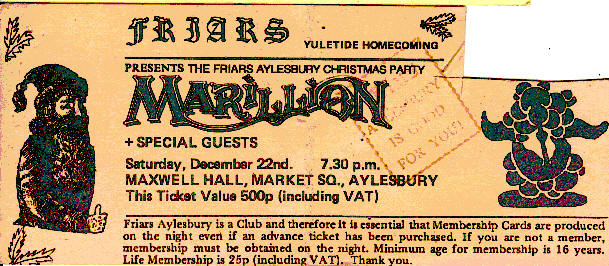 FRIARS
YULETIDE HOMECOMING
PRESENTS THE FRIARS AYLESBURY CHRISTMAS PARTY
MARILLION
AYLESBURY
IS GOOD
FOR YOU!
+ SPECIAL GUESTS
Saturday, December 22nd. 7.30 p.m.
MAXWELL HALL, MARKET SQ., AYLESBURY
This Ticket Value 500p (including VAT)
Friars Aylesbury is a Club and therefore it is essential that Membership Cards are produced
on the night even if an advance ticket has been purchased. If you are not a member,
membership must be obtained on the night. Minimum age for membership is 16 years.
Life Membership is 25p (including VAT). Thank you.